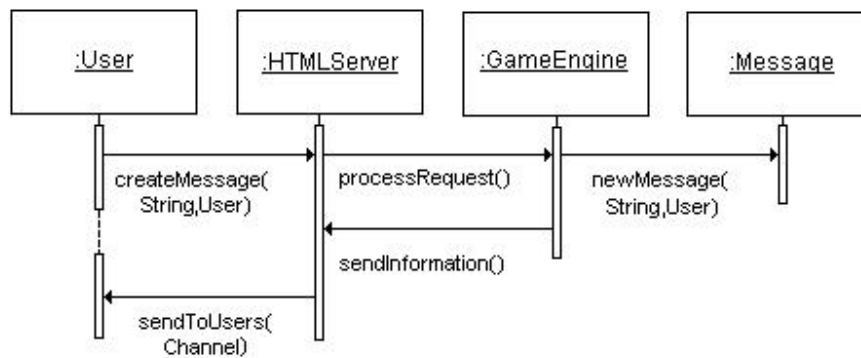 :User
:HTMLServer
:GameEngine
:Message
createMessage(
String,User)
processRequest()
newMessage(
String,User)
sendInformation()
sendToUsers(
Channel)